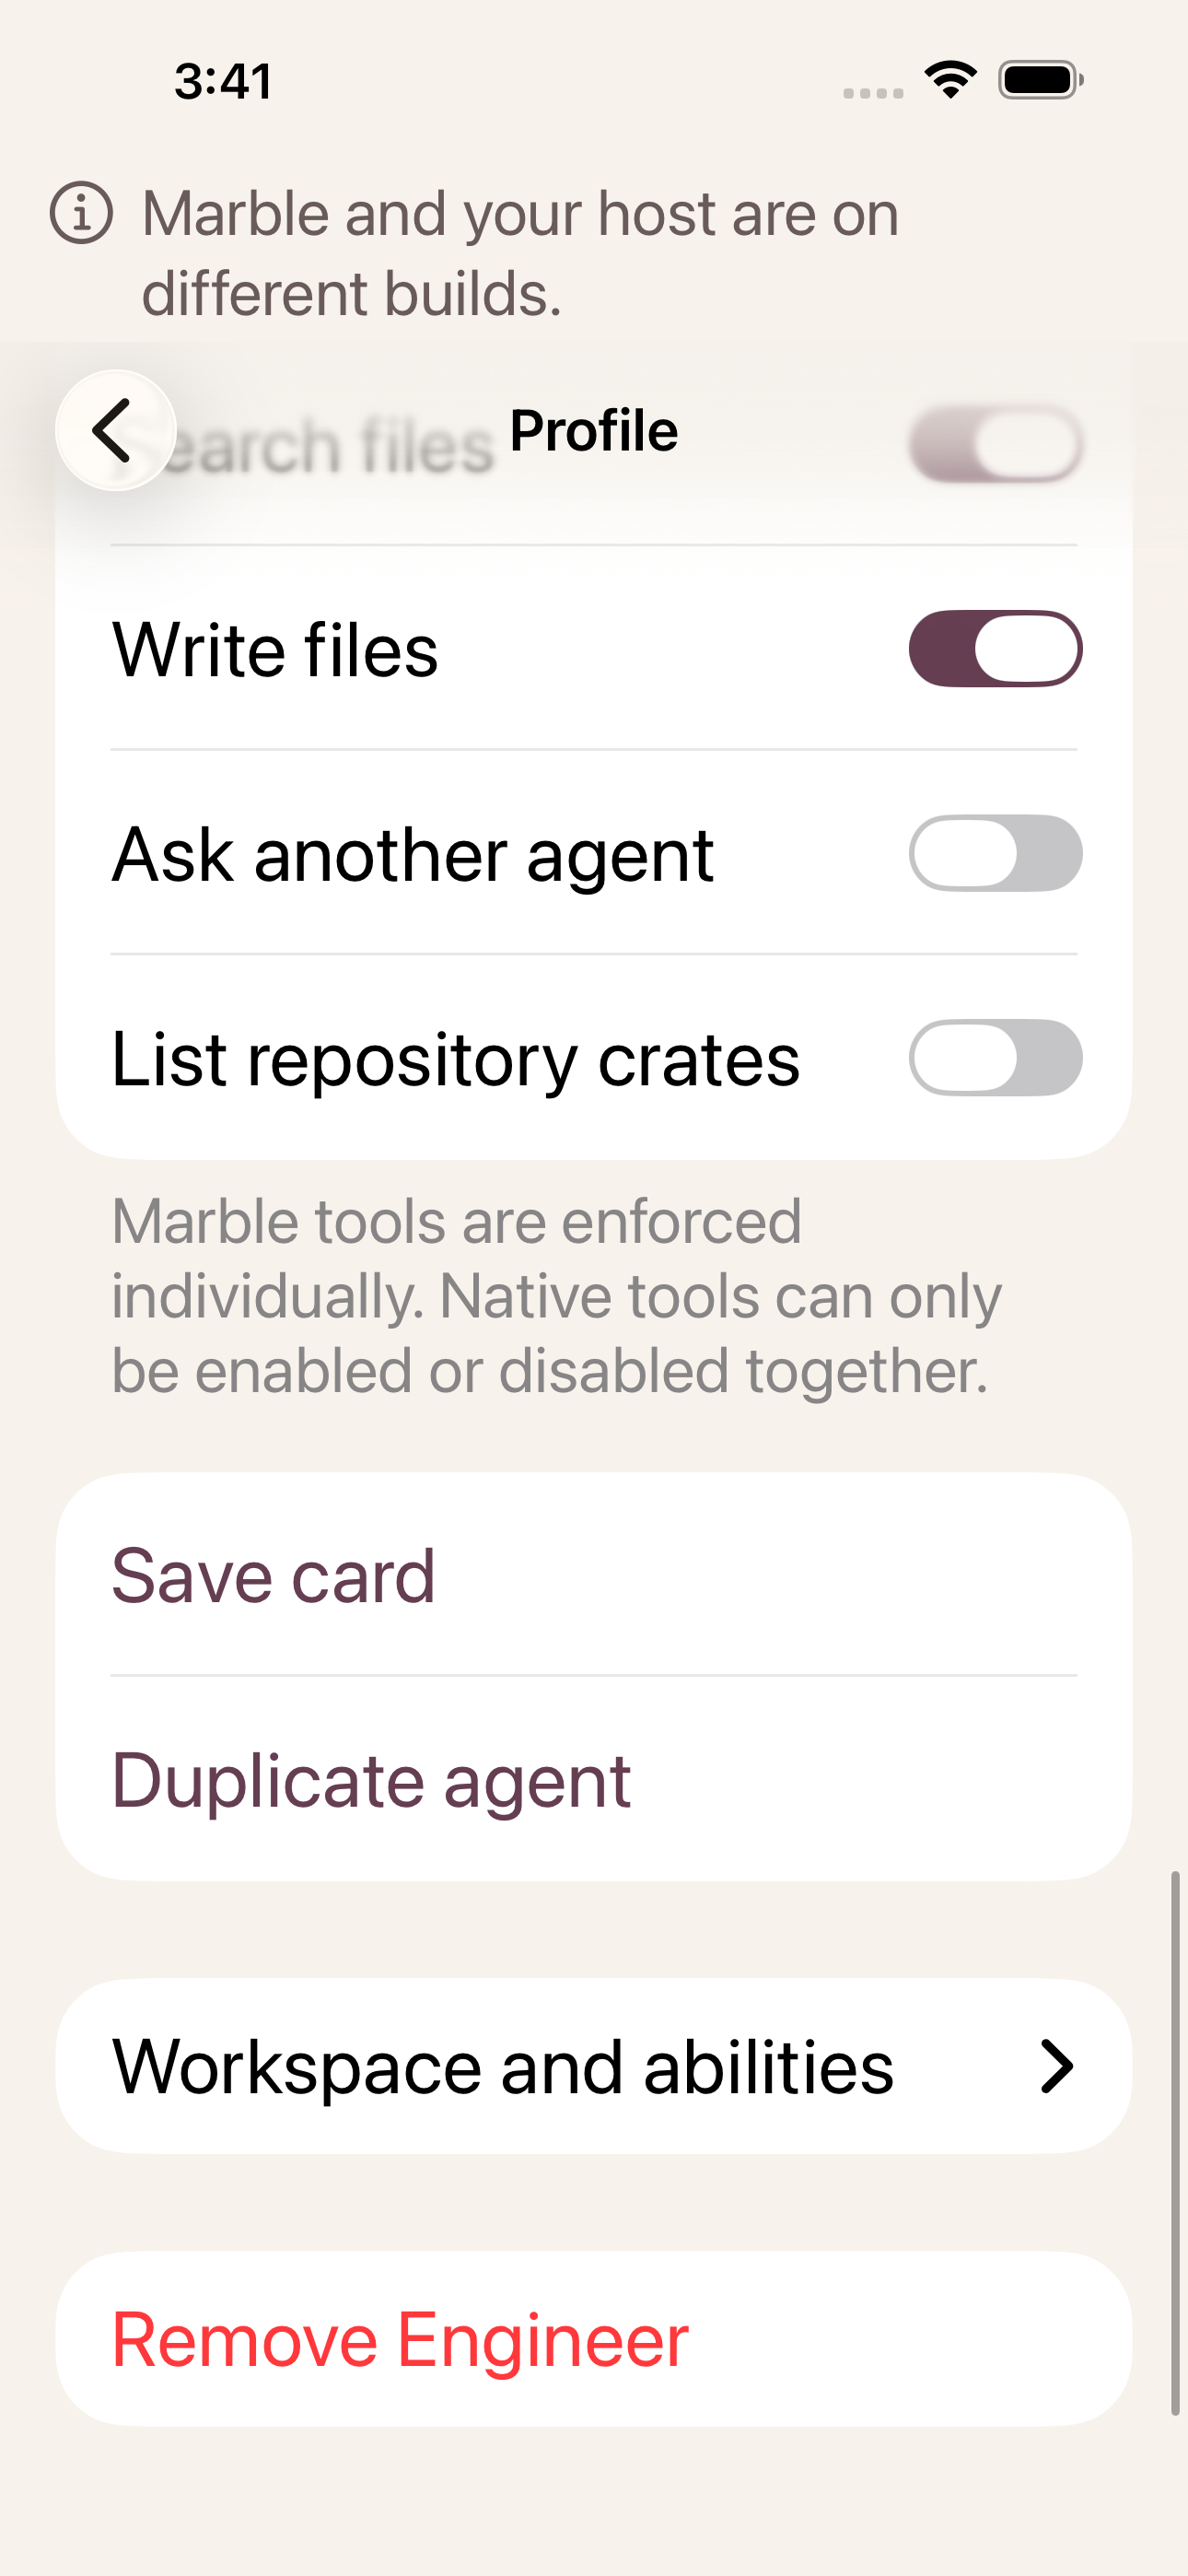 3:41
Marble and your host are on
different builds.
Profile
Search files
Write files
Ask another agent
List repository crates
Marble tools are enforced
individually. Native tools can only
be enabled or disabled together.
Save card
Duplicate agent
Workspace and abilities
Remove Engineer